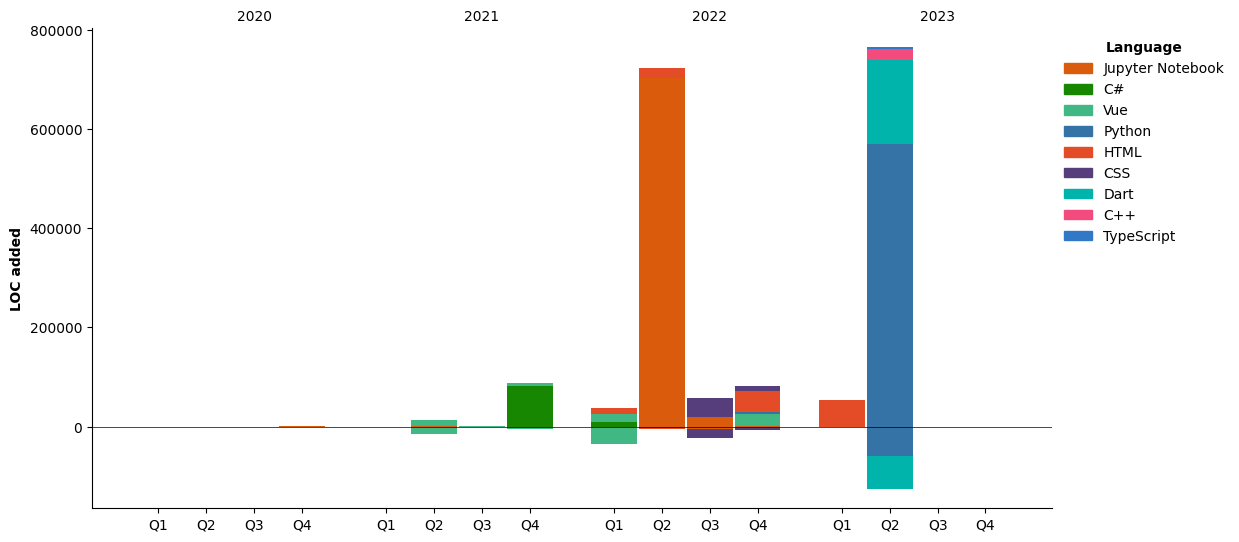 2020 2021 2022 2023
Language
Jupyter Notebook
C#
Vue
Python
HTML
CSS
Dart
C++
TypeScript
LOC added
800000
600000
400000
200000
0
Q1 Q2 Q3 Q4 Q1 Q2 Q3 Q4 Q1 Q2 Q3 Q4 Q1 Q2 Q3 Q4